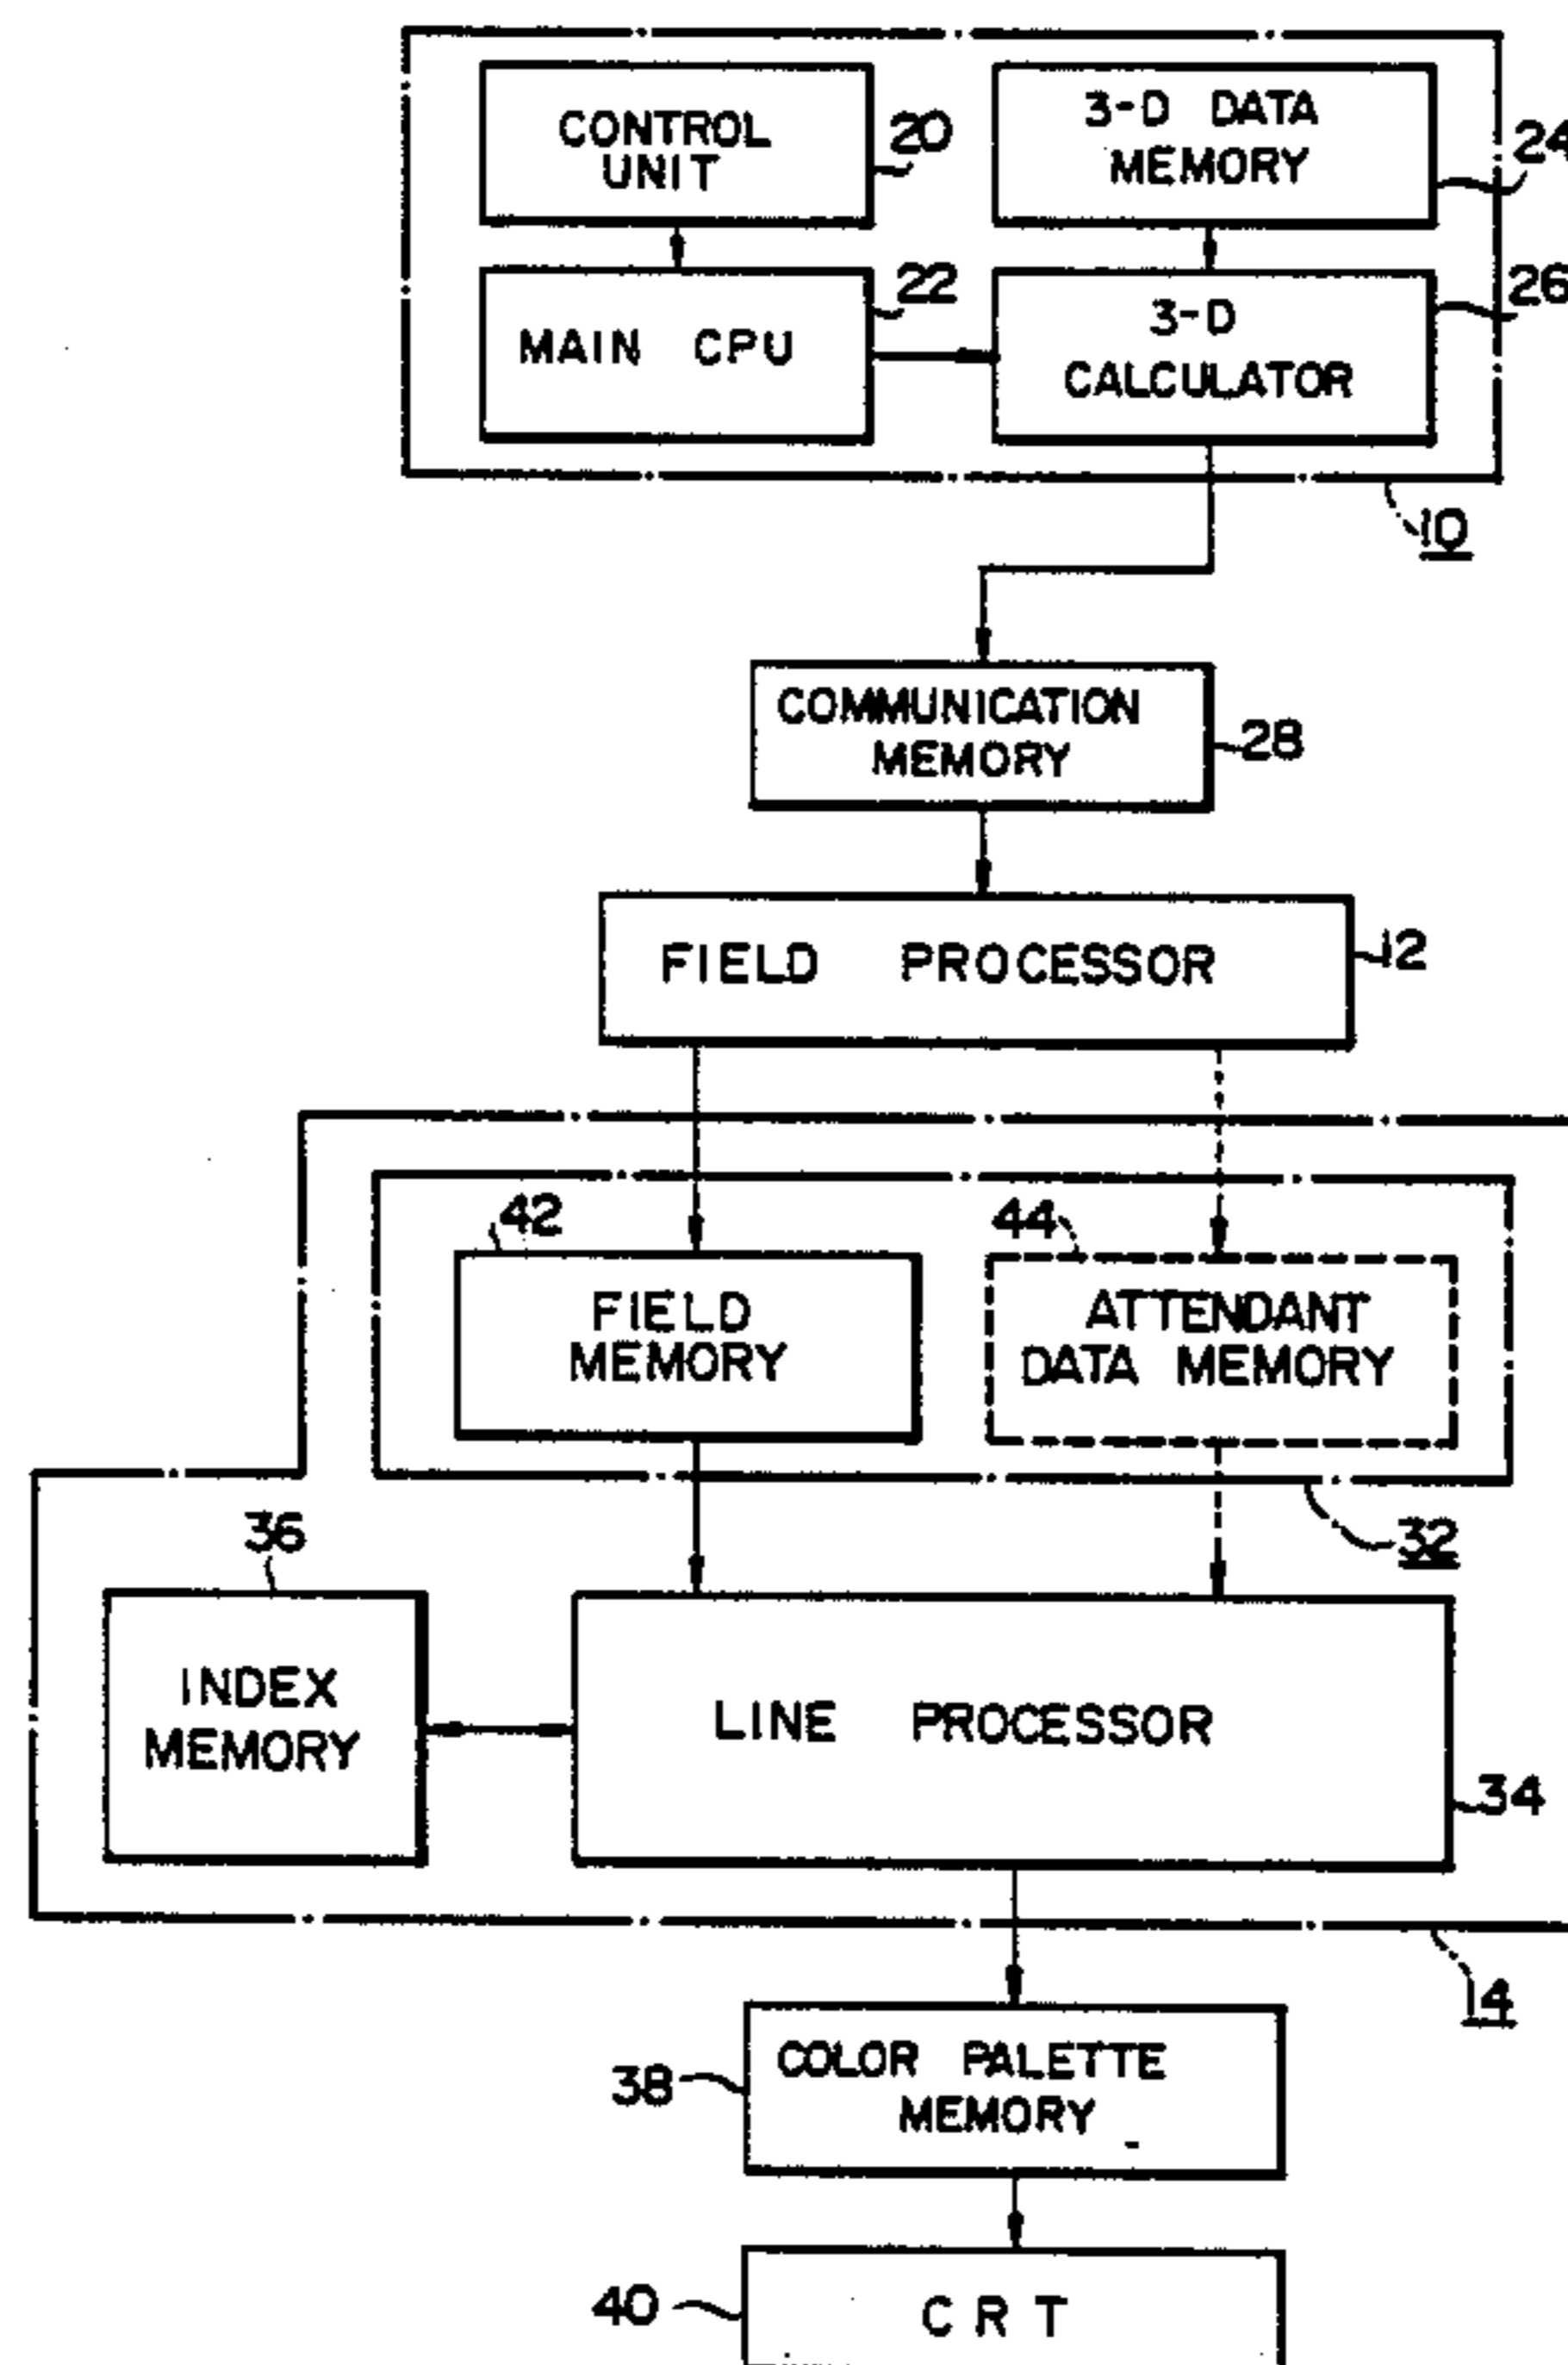 CONTROL
UNIT
20
3-D DATA
MEMORY
24
MAIN CPU
22
3-D
CALCULATOR
26
10
COMMUNICATION
MEMORY
28
FIELD PROCESSOR
12
42
44
FIELD
MEMORY
ATTENDANT
DATA MEMORY
32
36
INDEX
MEMORY
LINE PROCESSOR
34
14
COLOR PALETTE
MEMORY
38
40
CRT